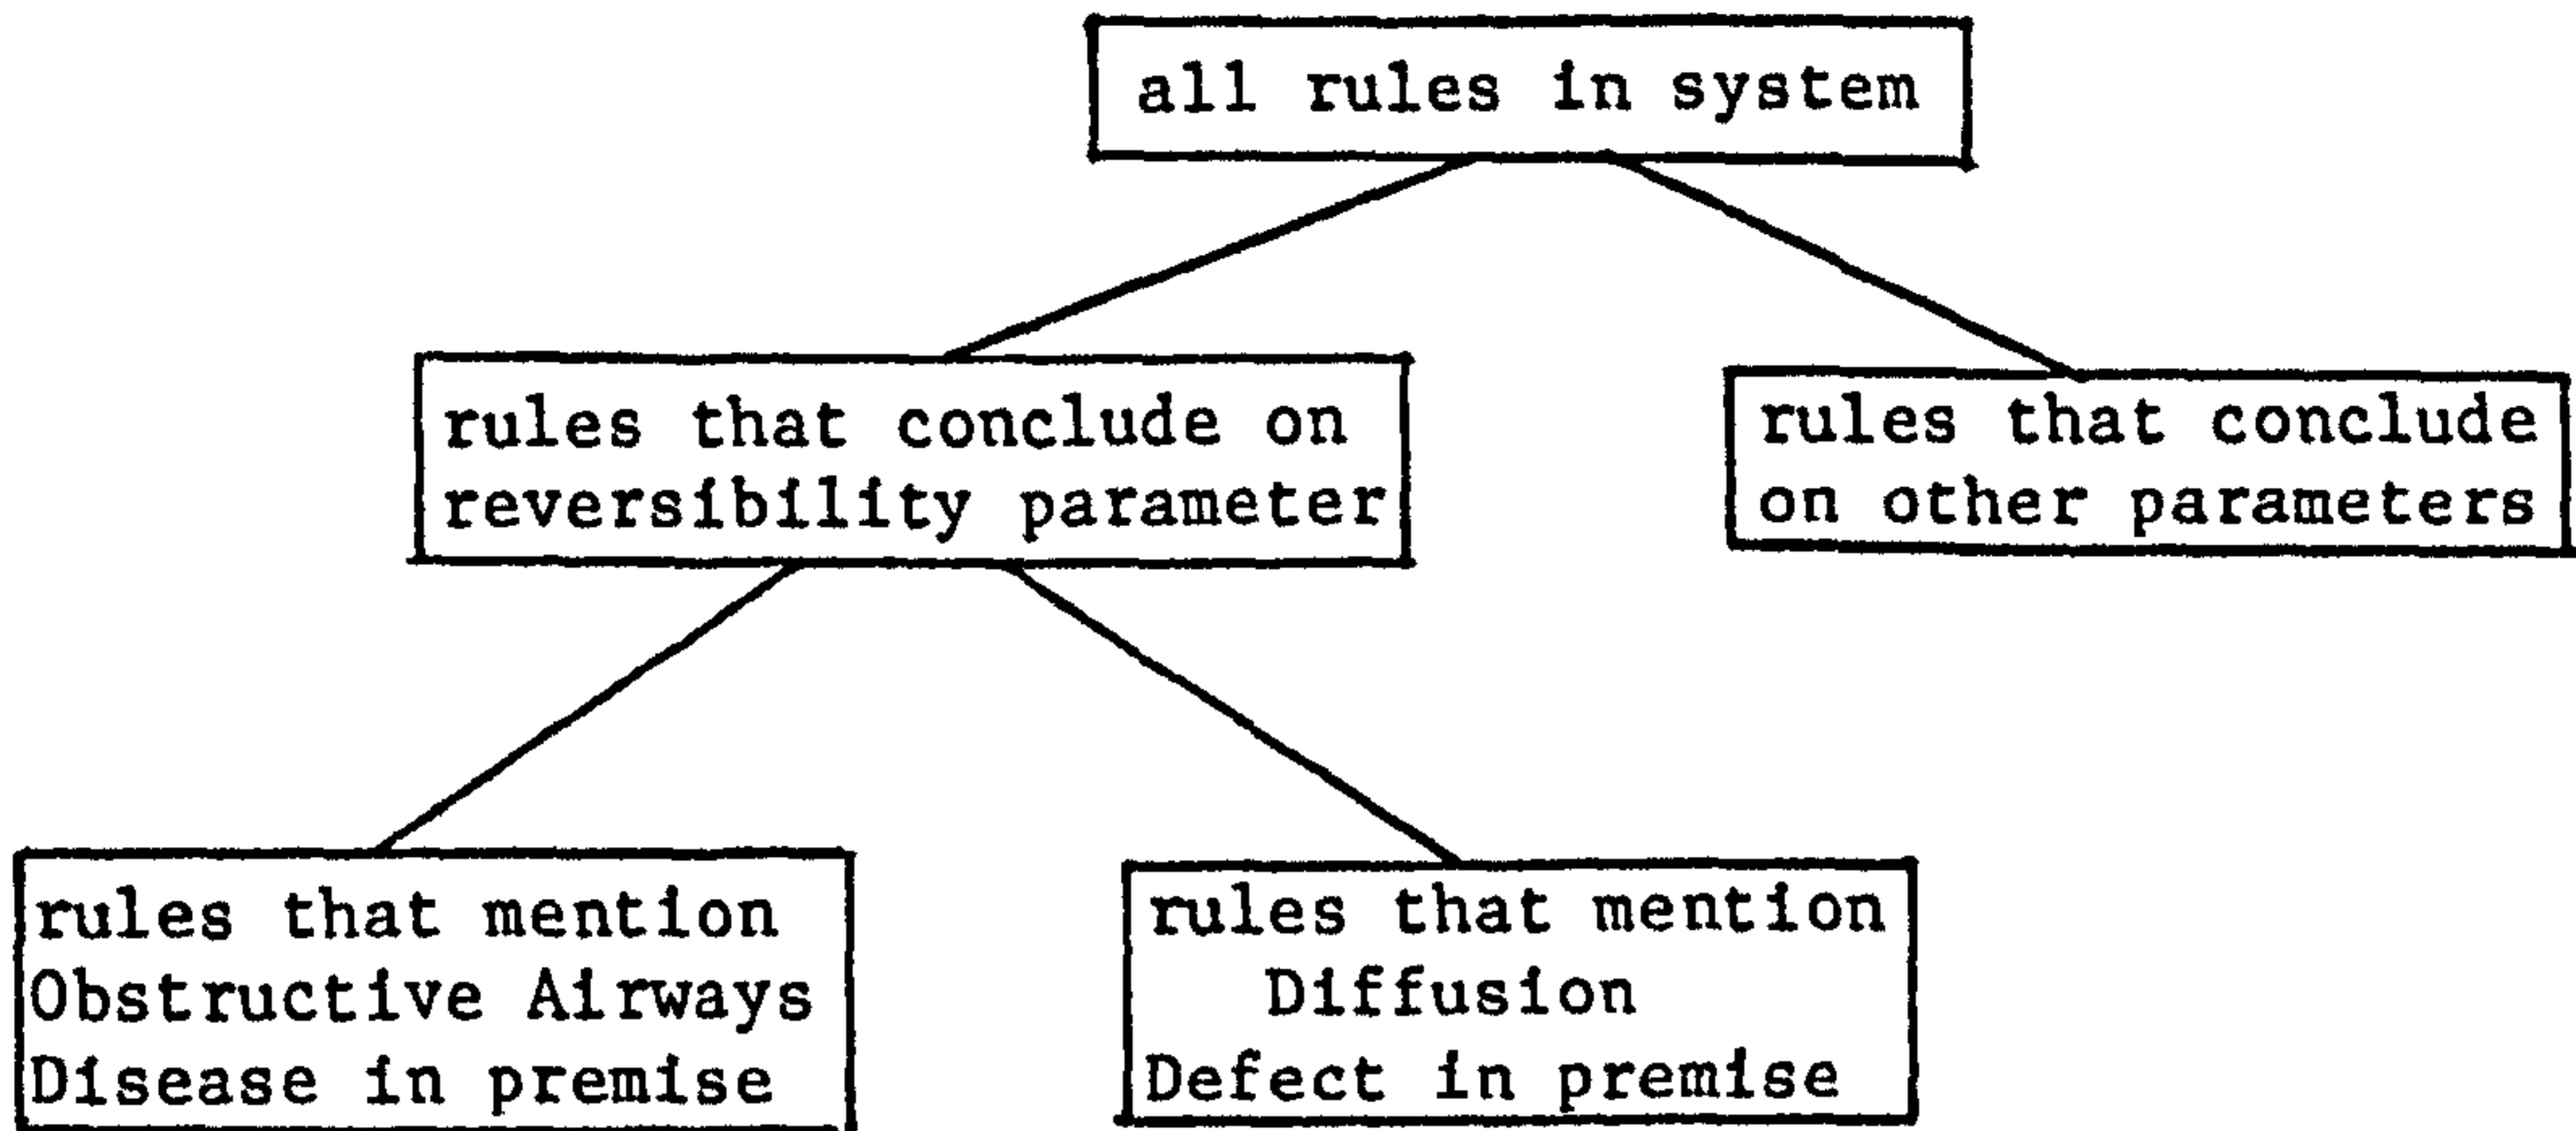 all rules in system
rules that conclude on
reversibility parameter
rules that conclude
on other parameters
rules that mention
Obstructive Airways
Disease in premise
rules that mention
Diffusion
Defect in premise